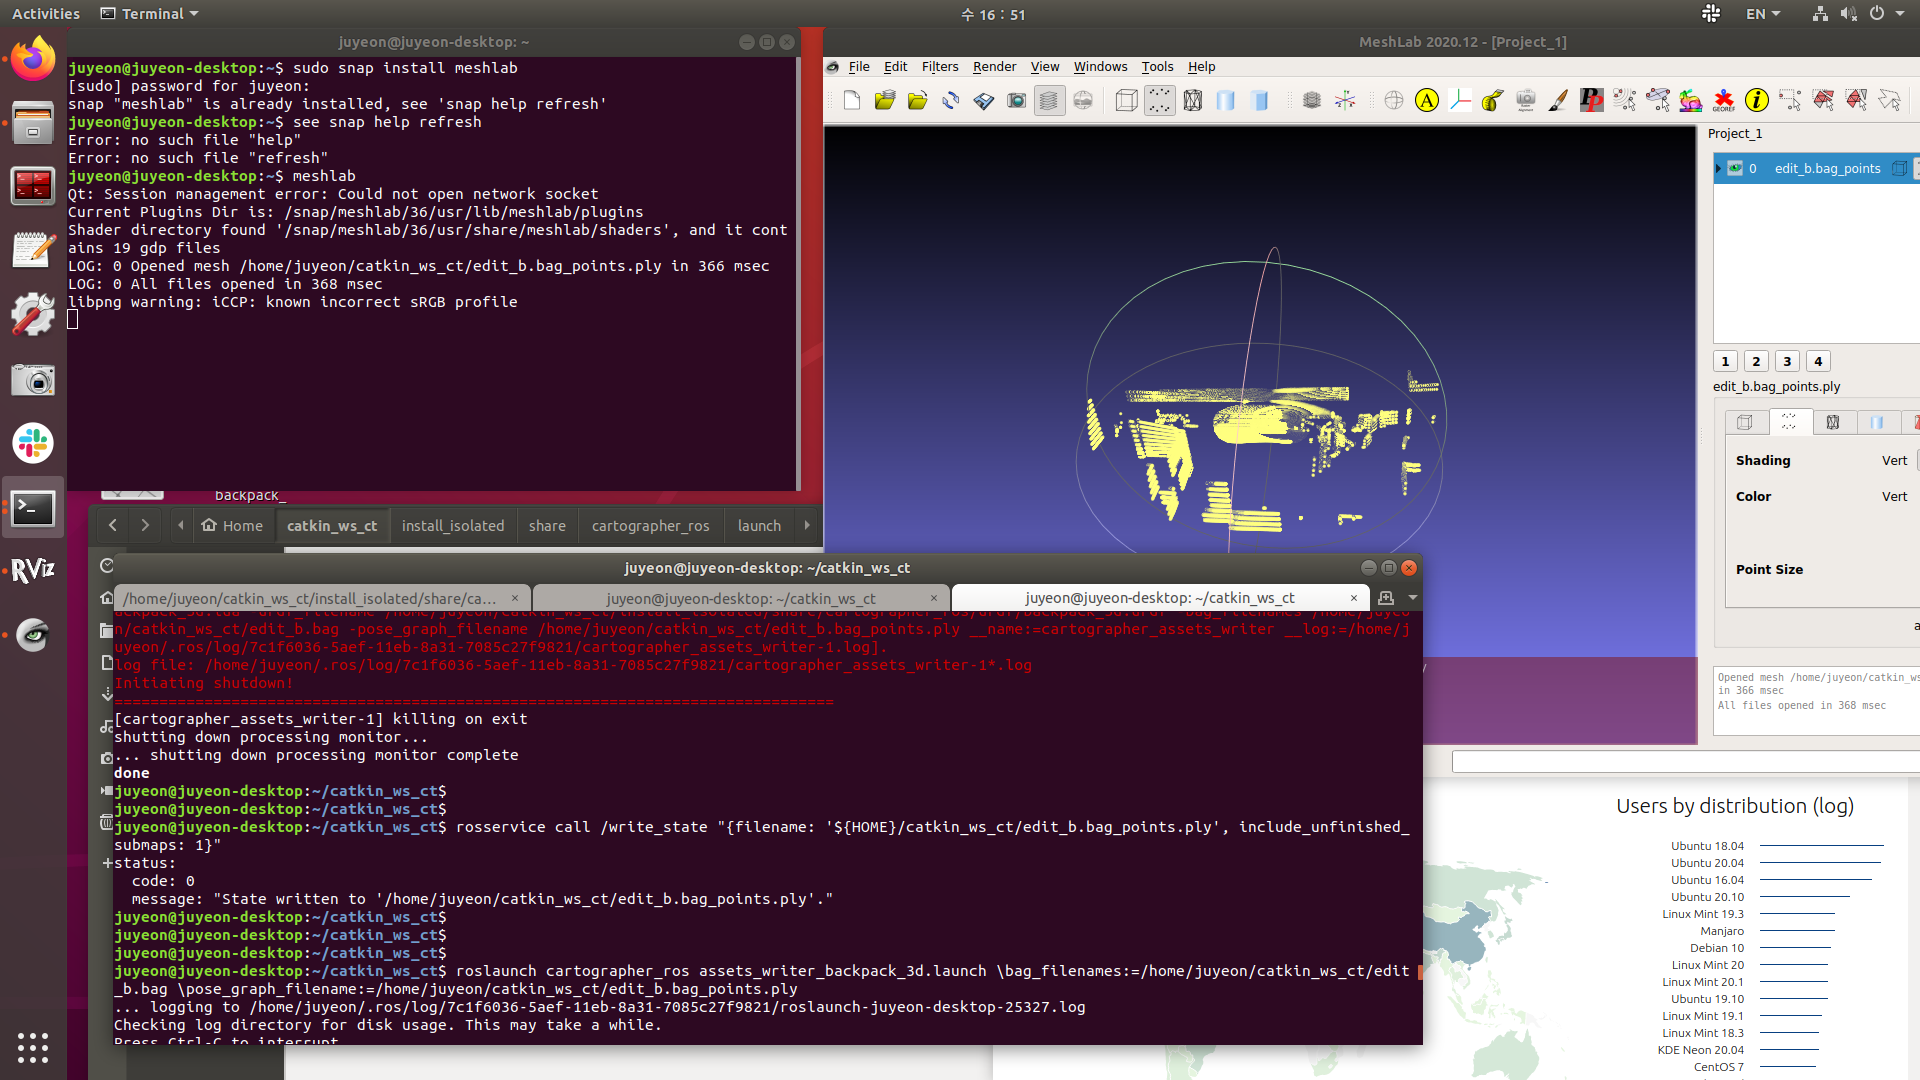 Activities
Terminal
수 16 : 51
EN
juyeon@juyeon-desktop: ~
juyeon@juyeon-desktop:~$ sudo snap install meshlab
[sudo] password for juyeon:
snap "meshlab" is already installed, see 'snap help refresh'
juyeon@juyeon-desktop:~$ see snap help refresh
Error: no such file "help"
Error: no such file "refresh"
juyeon@juyeon-desktop:~$ meshlab
Qt: Session management error: Could not open network socket
Current Plugins Dir is: /snap/meshlab/36/usr/lib/meshlab/plugins
Shader directory found '/snap/meshlab/36/usr/share/meshlab/shaders', and it cont
ains 19 gdp files
LOG: 0 Opened mesh /home/juyeon/catkin_ws_ct/edit_b.bag_points.ply in 366 msec
LOG: 0 All files opened in 368 msec
libpng warning: iCCP: known incorrect sRGB profile
RViz
backpack_
Home
catkin_ws_ct
install_isolated
share
cartographer_ros
launch
MeshLab 2020.12 - [Project_1]
File Edit Filters Render View Windows Tools Help
Project_1
0 edit_b.bag_points
1 2 3 4
edit_b.bag_points.ply
Shading Vert
Color Vert
Point Size
Opened mesh /home/juyeon/catkin_ws
in 366 msec
All files opened in 368 msec
juyeon@juyeon-desktop: ~/catkin_ws_ct
/home/juyeon/catkin_ws_ct/install_isolated/share/ca...
juyeon@juyeon-desktop: ~/catkin_ws_ct
juyeon@juyeon-desktop: ~/catkin_ws_ct
n/catkin_ws_ct/edit_b.bag -pose_graph_filename /home/juyeon/catkin_ws_ct/edit_b.bag_points.ply __name:=cartographer_assets_writer __log:=/home/j
uyeon/.ros/log/7c1f6036-5aef-11eb-8a31-7085c27f9821/cartographer_assets_writer-1.log].
log file: /home/juyeon/.ros/log/7c1f6036-5aef-11eb-8a31-7085c27f9821/cartographer_assets_writer-1*.log
Initiating shutdown!
================================================================================
[cartographer_assets_writer-1] killing on exit
shutting down processing monitor...
... shutting down processing monitor complete
done
juyeon@juyeon-desktop:~/catkin_ws_ct$
juyeon@juyeon-desktop:~/catkin_ws_ct$
juyeon@juyeon-desktop:~/catkin_ws_ct$ rosservice call /write_state "{filename: '${HOME}/catkin_ws_ct/edit_b.bag_points.ply', include_unfinished_
submaps: 1}"
status:
code: 0
message: "State written to '/home/juyeon/catkin_ws_ct/edit_b.bag_points.ply'."
juyeon@juyeon-desktop:~/catkin_ws_ct$
juyeon@juyeon-desktop:~/catkin_ws_ct$
juyeon@juyeon-desktop:~/catkin_ws_ct$
juyeon@juyeon-desktop:~/catkin_ws_ct$ roslaunch cartographer_ros assets_writer_backpack_3d.launch \bag_filenames:=/home/juyeon/catkin_ws_ct/edit
_b.bag \pose_graph_filename:=/home/juyeon/catkin_ws_ct/edit_b.bag_points.ply
... logging to /home/juyeon/.ros/log/7c1f6036-5aef-11eb-8a31-7085c27f9821/roslaunch-juyeon-desktop-25327.log
Checking log directory for disk usage. This may take a while.
Press Ctrl-C to interrupt
Users by distribution (log)
Ubuntu 18.04
Ubuntu 20.04
Ubuntu 16.04
Ubuntu 20.10
Linux Mint 19.3
Manjaro
Debian 10
Linux Mint 20
Linux Mint 20.1
Ubuntu 19.10
Linux Mint 19.1
Linux Mint 18.3
KDE Neon 20.04
CentOS 7